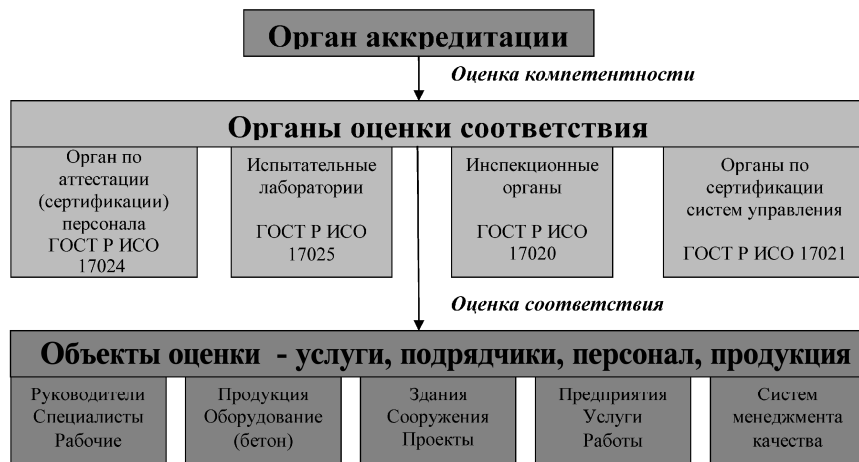 Орган аккредитации
Оценка компетентности
Органы оценки соответствия
Орган по
аттестации
(сертификации)
персонала
ГОСТ Р ИСО
17024
Испытательные
лаборатории
ГОСТ Р ИСО
17025
Инспекционные
органы
ГОСТ Р ИСО
17020
Органы по
сертификации
систем управления
ГОСТ Р ИСО 17021
Оценка соответствия
Объекты оценки - услуги, подрядчики, персонал, продукция
Руководители
Специалисты
Рабочие
Продукция
Оборудование
(бетон)
Здания
Сооружения
Проекты
Предприятия
Услуги
Работы
Систем
менеджмента
качества